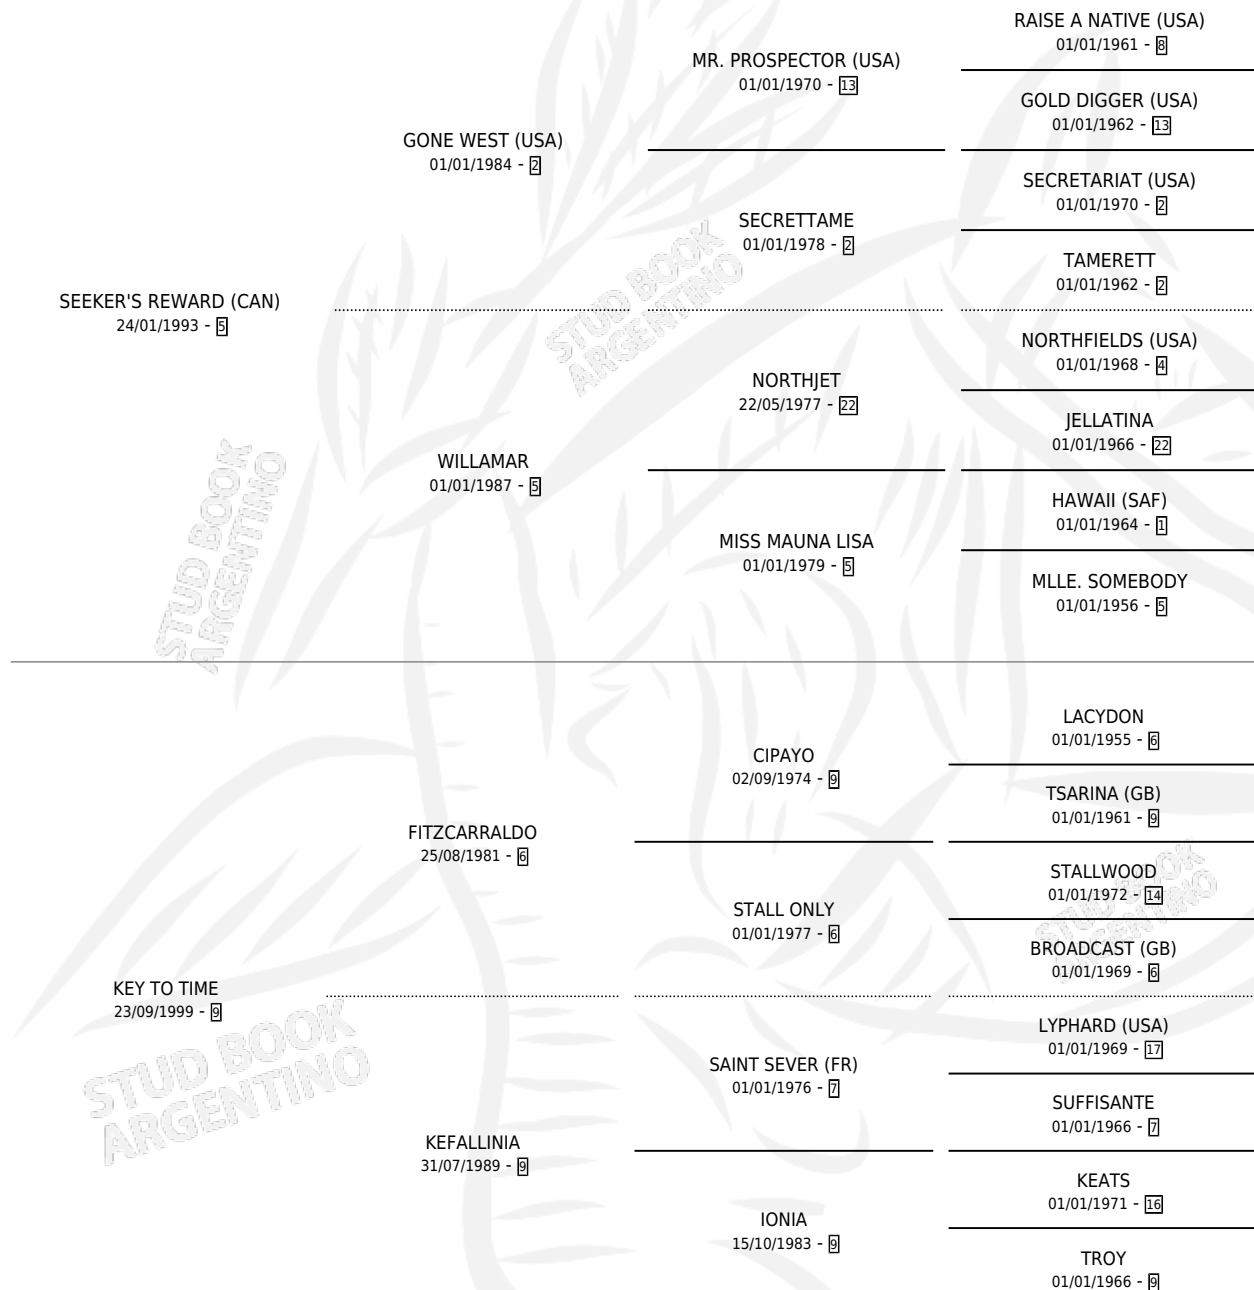 RAISE A NATIVE (USA)
01/01/1961 - 8
MR. PROSPECTOR (USA)
01/01/1970 - 13
GOLD DIGGER (USA)
01/01/1962 - 13
GONE WEST (USA)
01/01/1984 - 2
SECRETARIAT (USA)
01/01/1970 - 2
SECRETTAME
01/01/1978 - 2
TAMERETT
01/01/1962 - 2
SEEKER'S REWARD (CAN)
24/01/1993 - 5
NORTHFIELDS (USA)
01/01/1968 - 4
NORTHJET
22/05/1977 - 22
JELLATINA
01/01/1966 - 22
WILLAMAR
01/01/1987 - 5
HAWAII (SAF)
01/01/1964 - 1
MISS MAUNA LISA
01/01/1979 - 5
MLLE. SOMEBODY
01/01/1956 - 5
LACYDON
01/01/1955 - 6
CIPAYO
02/09/1974 - 9
TSARINA (GB)
01/01/1961 - 9
FITZCARRALDO
25/08/1981 - 6
STALLWOOD
01/01/1972 - 14
STALL ONLY
01/01/1977 - 6
BROADCAST (GB)
01/01/1969 - 6
KEY TO TIME
23/09/1999 - 9
LYPHARD (USA)
01/01/1969 - 17
SAINT SEVER (FR)
01/01/1976 - 7
SUFFISANTE
01/01/1966 - 7
KEFALLINIA
31/07/1989 - 9
KEATS
01/01/1971 - 16
IONIA
15/10/1983 - 9
TROY
01/01/1966 - 9
STUD BOOK
ARGENTINO
STUD BOOK
ARGENTINO
STUD BOOK
ARGENTINO
STUD BOOK
ARGENTINO